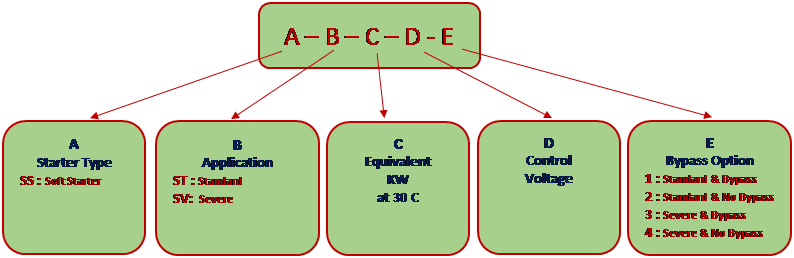 A – B – C – D - E
A
Starter Type
SS : Soft Starter
B
Application
ST : Standard
SV: Severe
C
Equivalent
KW
at 30 C
D
Control
Voltage
E
Bypass Option
1 : Standard & Bypass
2 : Standard & No Bypass
3 : Severe & Bypass
4 : Severe & No Bypass